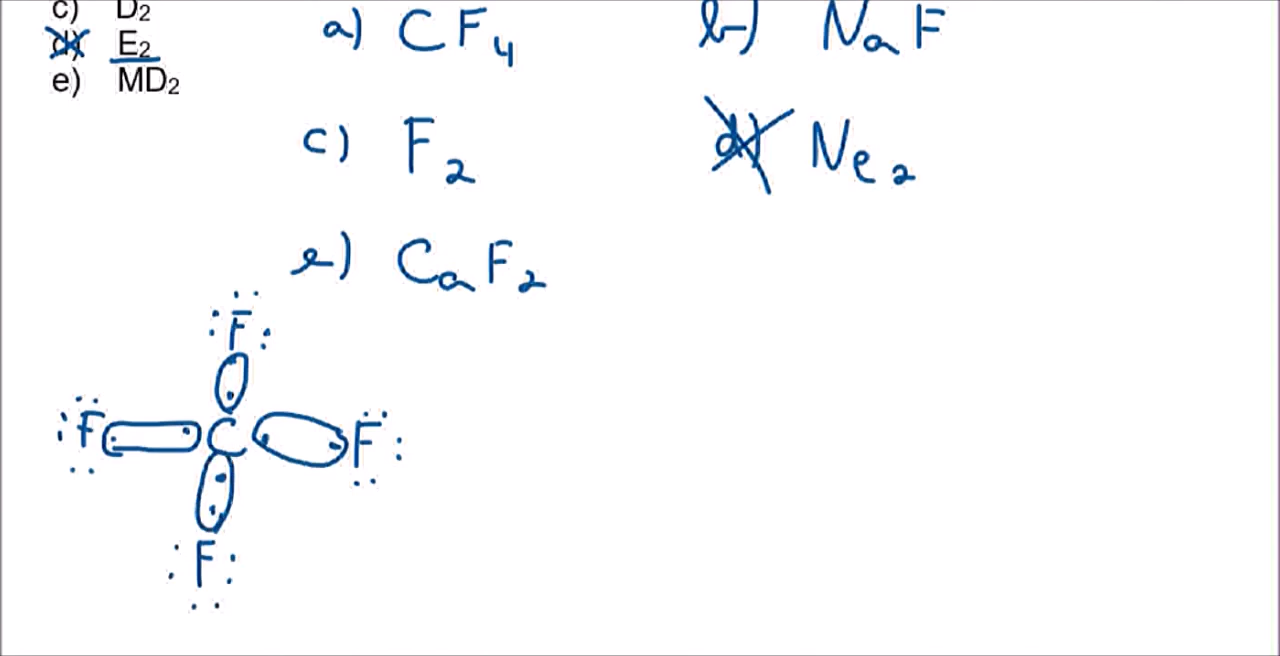 c) D2
d) E2
e) MD2
a) CF4
b) NaF
c) F2
d) Ne2
e) CaF2
F
F C F
F